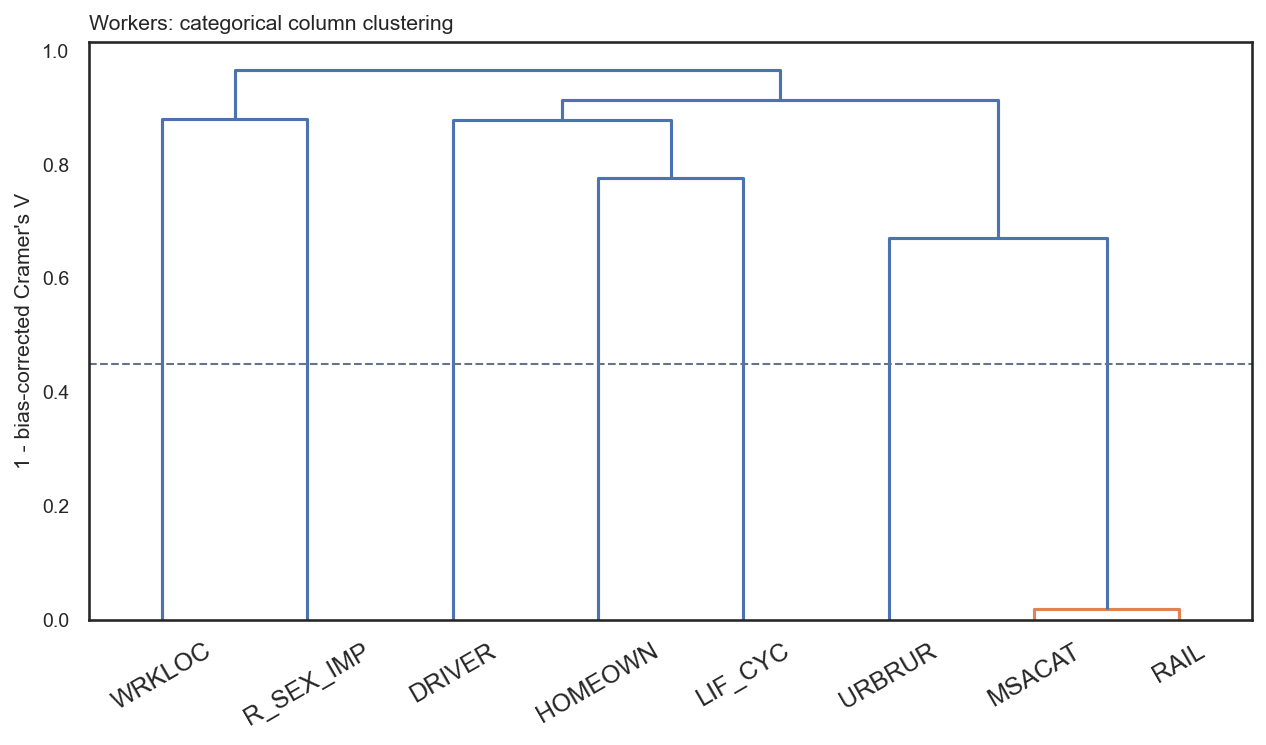 Workers: categorical column clustering
1 - bias-corrected Cramer's V
1.0
0.8
0.6
0.4
0.2
0.0
WRKLOC
R_SEX_IMP
DRIVER
HOMEOWN
LIF_CYC
URBRUR
MSACAT
RAIL